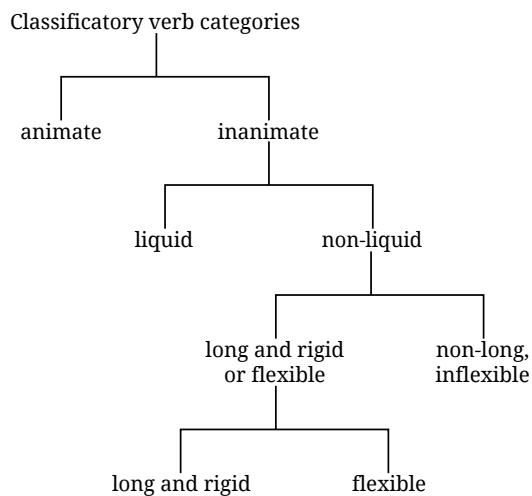 Classificatory verb categories
animate
inanimate
liquid
non-liquid
long and rigid
or flexible
non-long,
inflexible
long and rigid
flexible